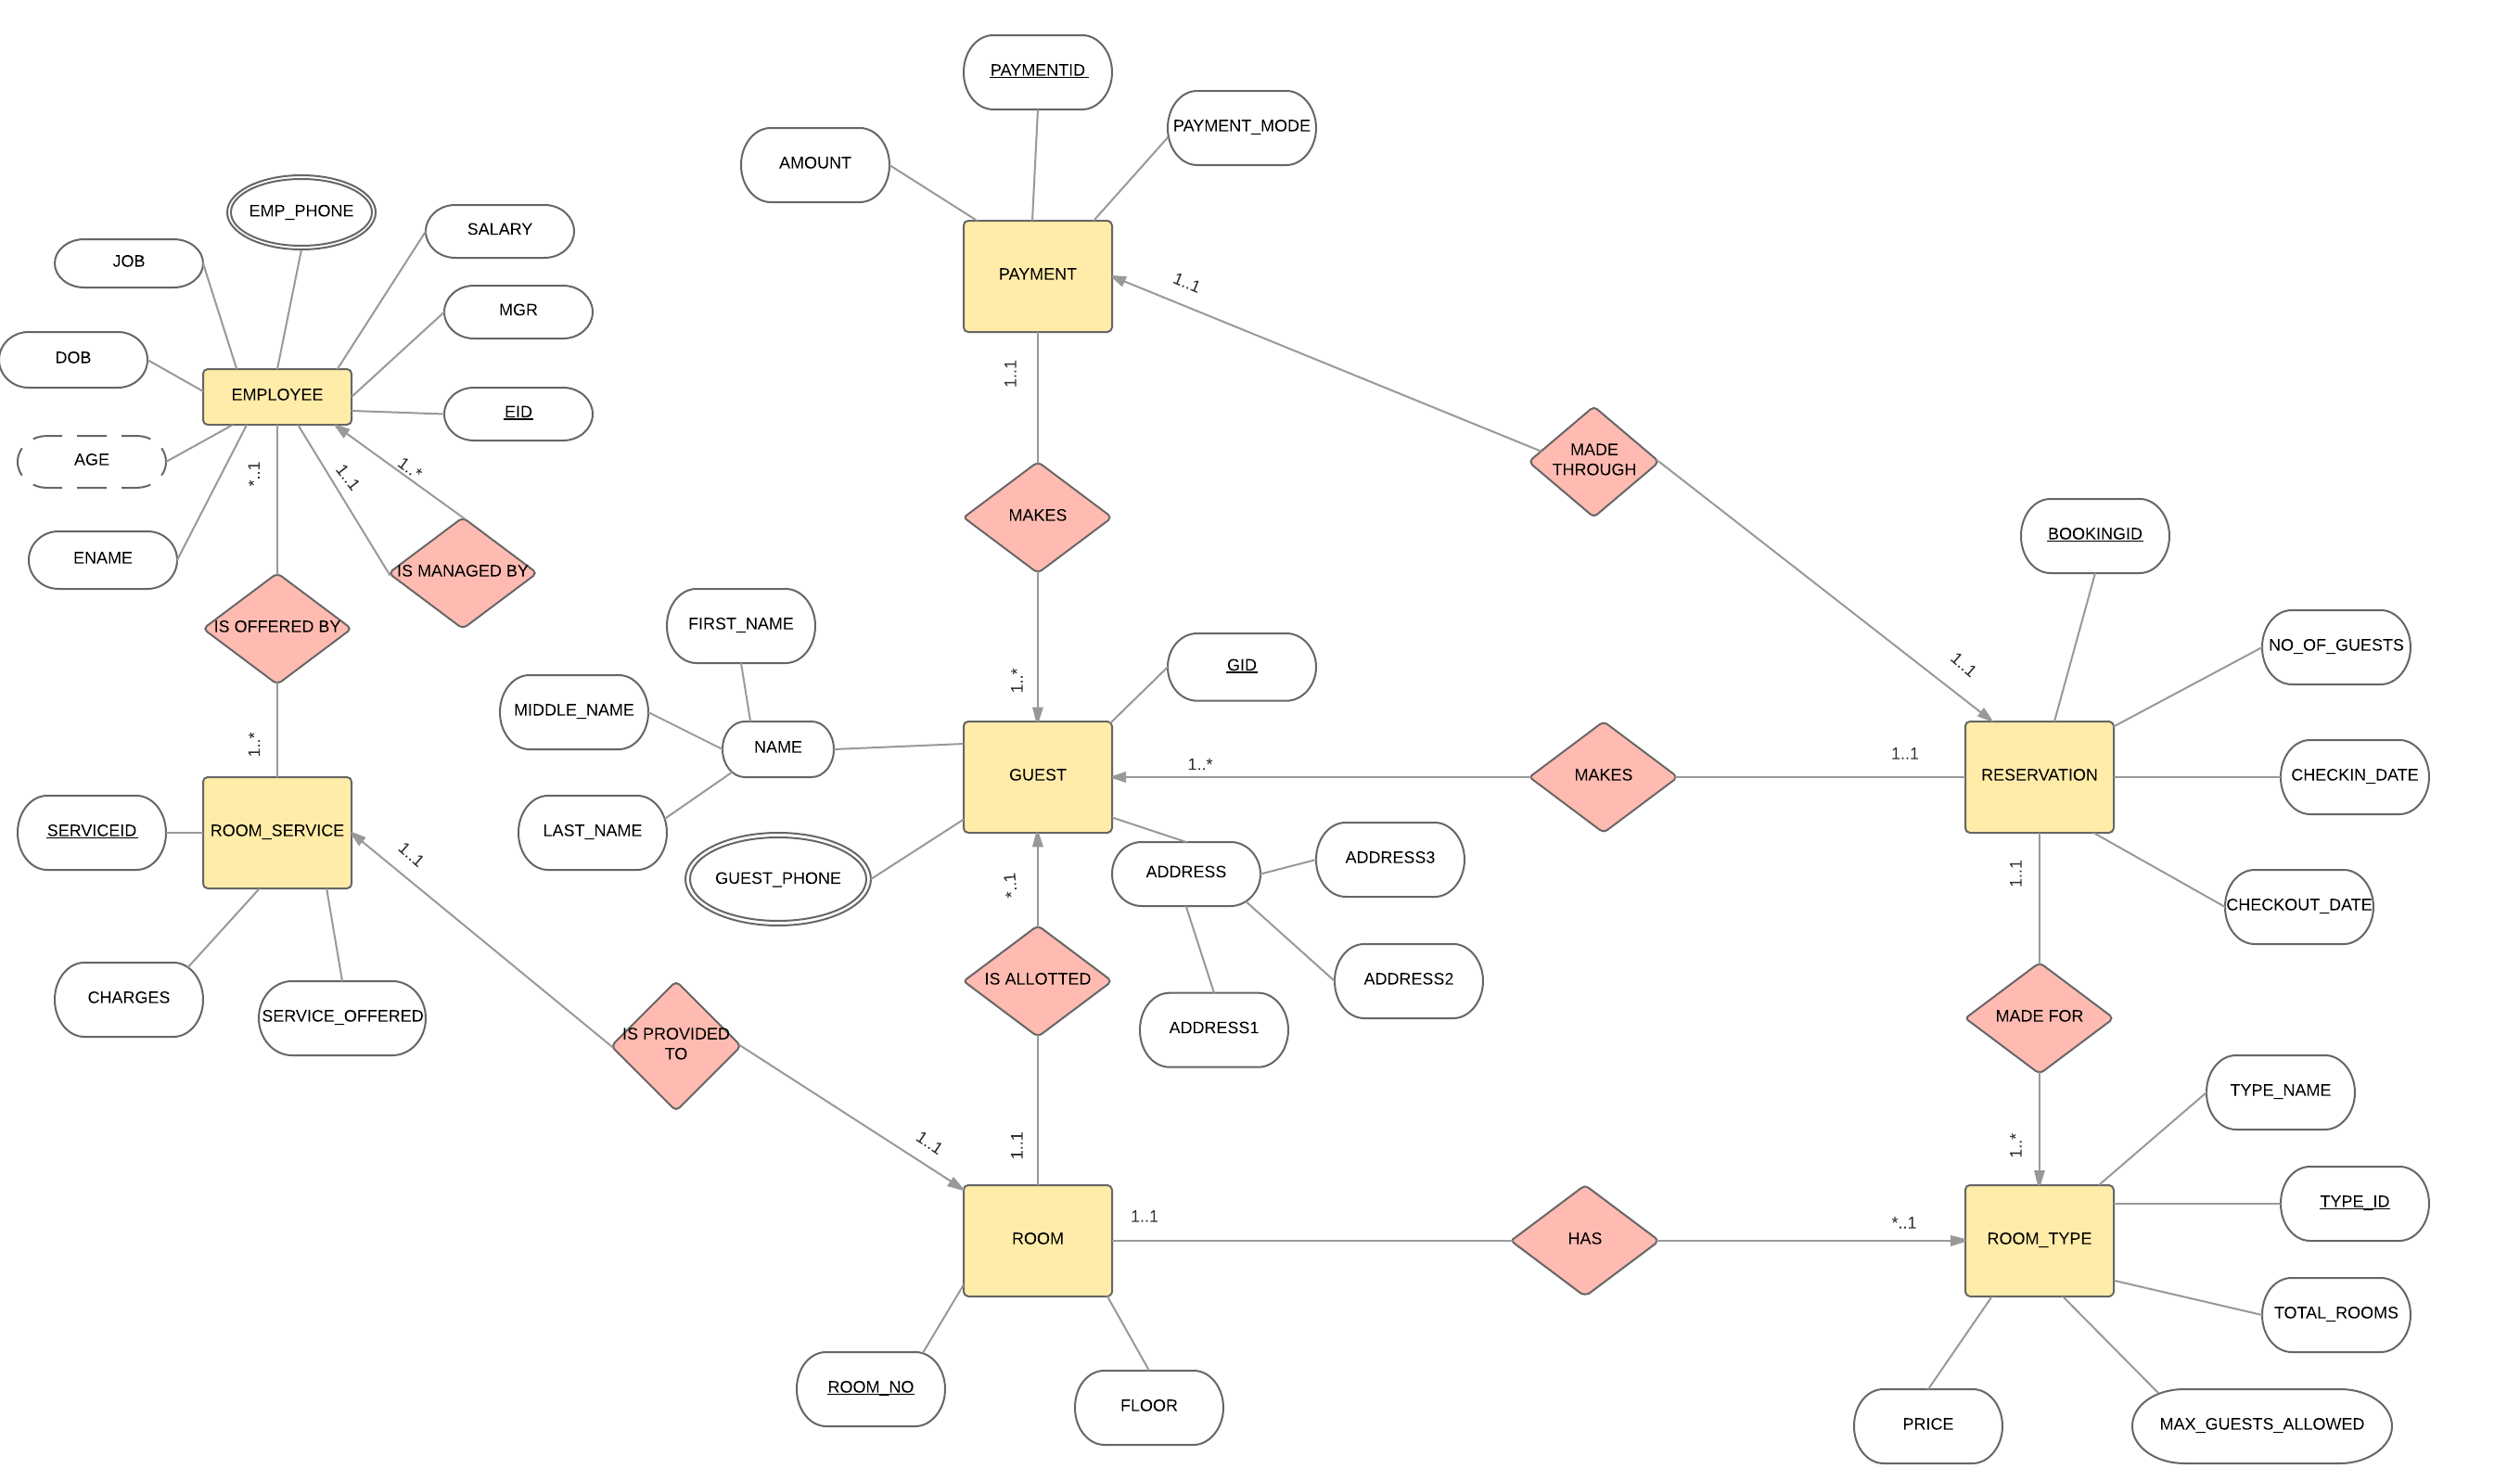 PAYMENTID
PAYMENT_MODE
AMOUNT
EMP_PHONE
SALARY
JOB
PAYMENT
1..1
MGR
DOB
1..1
EMPLOYEE
EID
MADE
THROUGH
AGE
*..1
1..1
1..*
MAKES
BOOKINGID
ENAME
IS MANAGED BY
IS OFFERED BY
FIRST_NAME
NO_OF_GUESTS
1..*
GID
1..1
MIDDLE_NAME
1..*
NAME
1..*
1..1
GUEST
MAKES
RESERVATION
CHECKIN_DATE
SERVICEID
ROOM_SERVICE
1..1
LAST_NAME
ADDRESS3
GUEST_PHONE
*..1
ADDRESS
1..1
CHECKOUT_DATE
CHARGES
SERVICE_OFFERED
IS ALLOTTED
ADDRESS2
IS PROVIDED
TO
ADDRESS1
MADE FOR
TYPE_NAME
1..1
1..1
1..*
TYPE_ID
1..1
*..1
ROOM
HAS
ROOM_TYPE
TOTAL_ROOMS
ROOM_NO
FLOOR
PRICE
MAX_GUESTS_ALLOWED